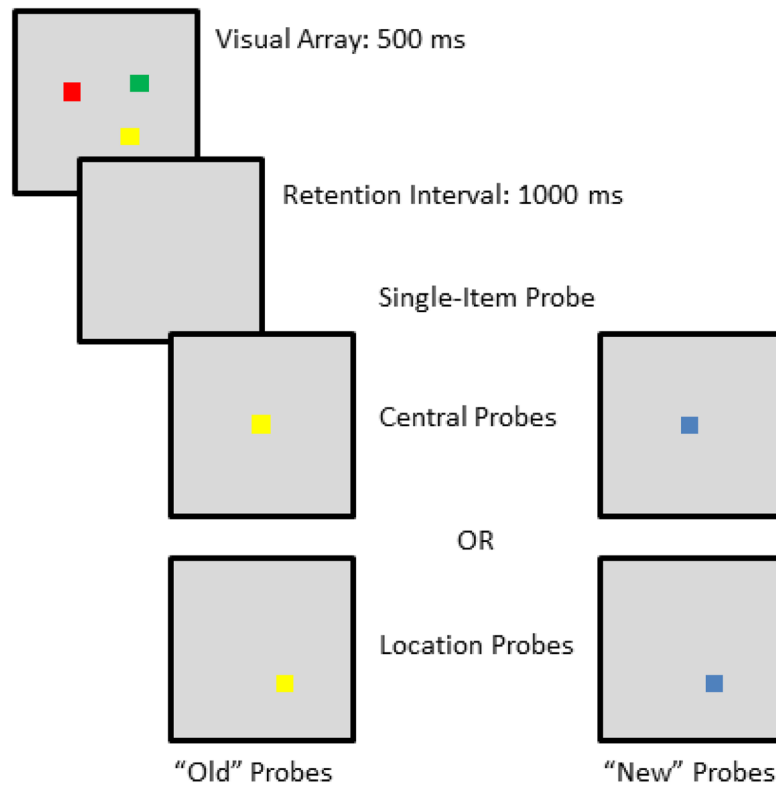 Visual Array: 500 ms
Retention Interval: 1000 ms
Single-Item Probe
Central Probes
OR
Location Probes
“Old” Probes
“New” Probes